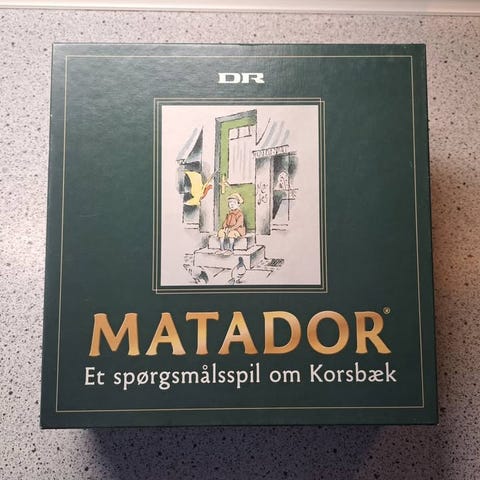 DR
MATADOR®
Et spørgsmålsspil om Korsbæk